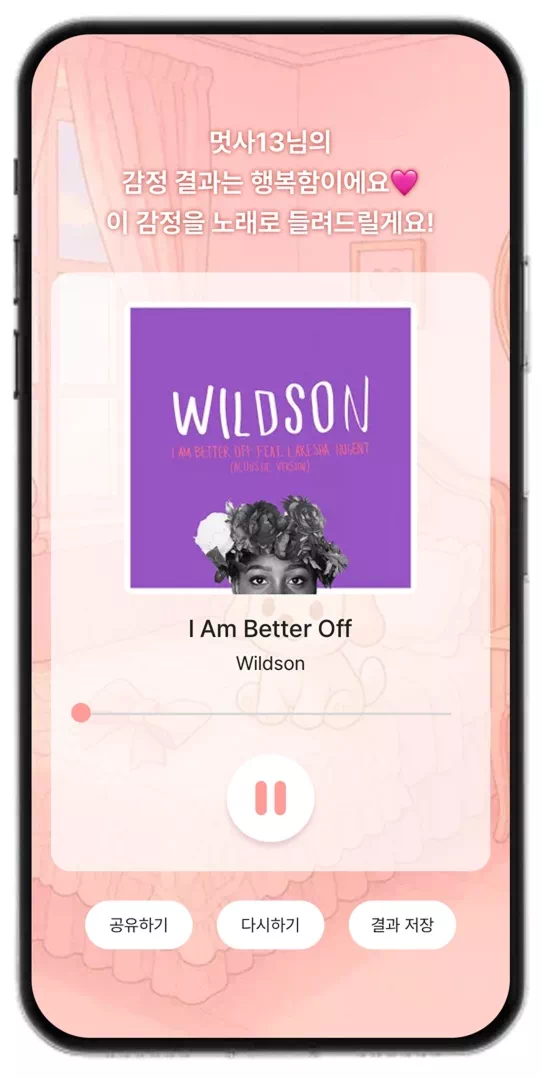 멋사13님의
감정 결과는 행복함이에요🩷
이 감정을 노래로 들려드릴게요!
WILDSON
I AM BETTER OFF FEAT. LAKESHA NUGENT
(ACOUSTIC VERSION)
I Am Better Off
Wildson
공유하기
다시하기
결과 저장